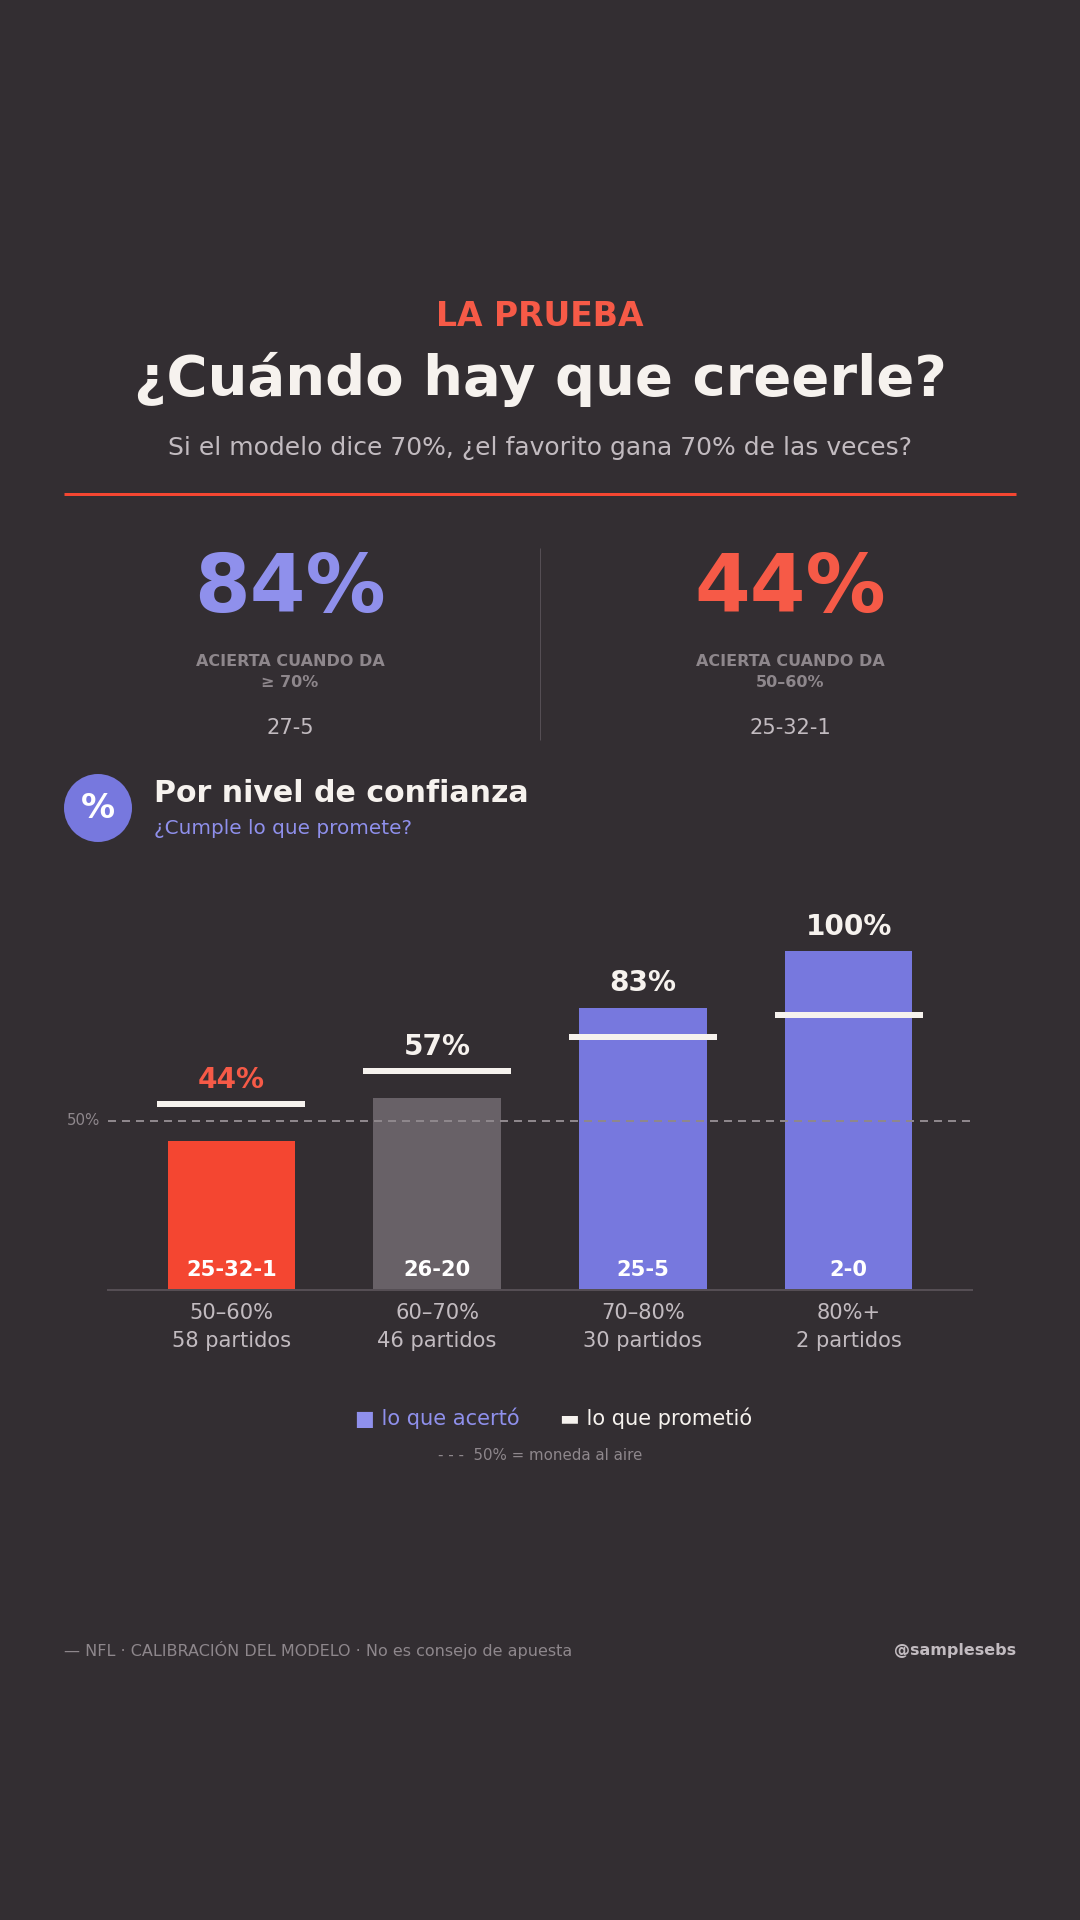 LA PRUEBA
¿Cuándo hay que creerle?
Si el modelo dice 70%, ¿el favorito gana 70% de las veces?
84%
ACIERTA CUANDO DA
≥ 70%
27-5
44%
ACIERTA CUANDO DA
50–60%
25-32-1
%
Por nivel de confianza
¿Cumple lo que promete?
100%
83%
57%
44%
50%
25-32-1
26-20
25-5
2-0
50–60%
58 partidos
60–70%
46 partidos
70–80%
30 partidos
80%+
2 partidos
lo que acertó
lo que prometió
- - - 50% = moneda al aire
— NFL · CALIBRACIÓN DEL MODELO · No es consejo de apuesta
@samplesebs